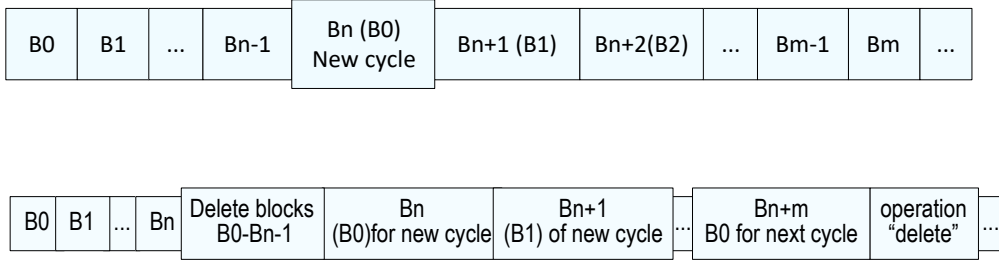 B0 B1 ... Bn-1 Bn (B0) Bn+1 (B1) Bn+2(B2) ... Bm-1 Bm ...
New cycle
B0 B1 ... Bn Delete blocks Bn Bn+1 ... Bn+m operation ...
B0-Bn-1 (B0)for new cycle (B1) of new cycle B0 for next cycle “delete”